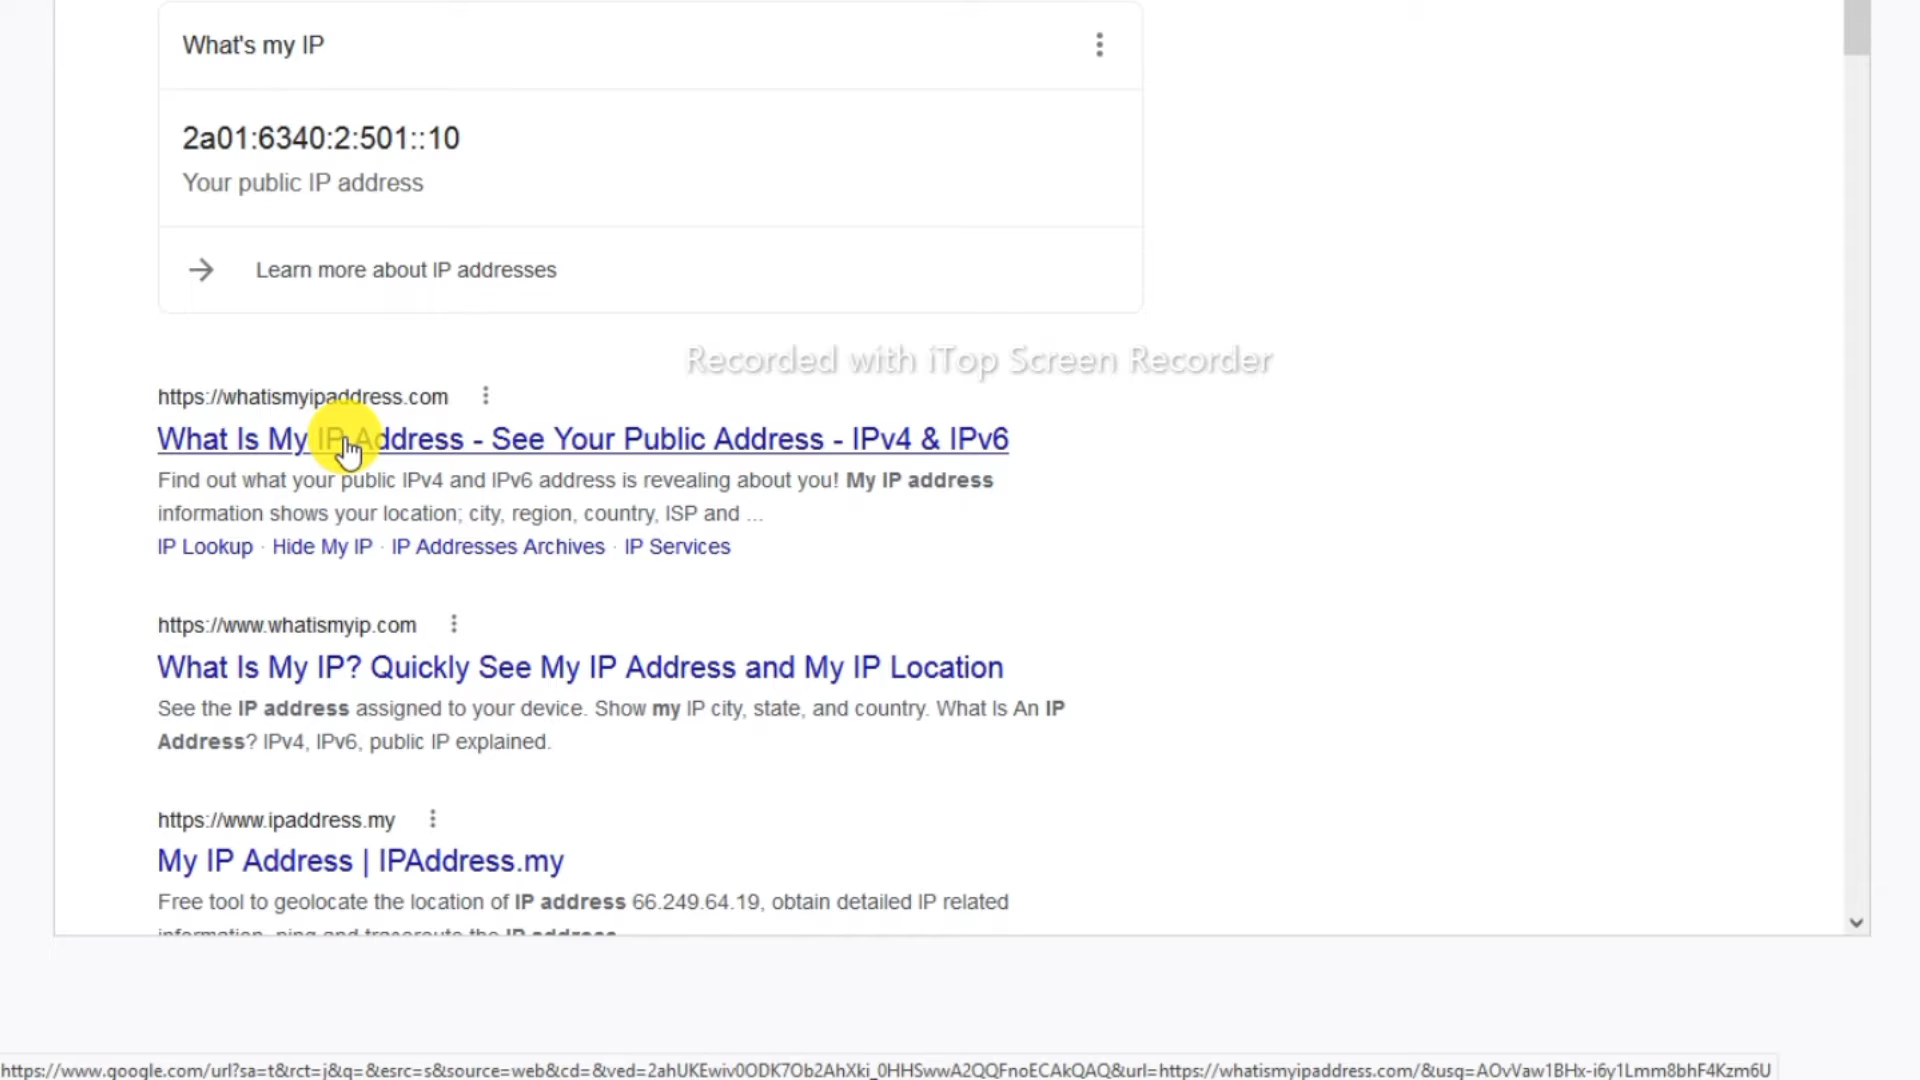 What's my IP
2a01:6340:2:501::10
Your public IP address
Learn more about IP addresses
Recorded with iTop Screen Recorder
https://whatismyipaddress.com
What Is My IP Address - See Your Public Address - IPv4 & IPv6
Find out what your public IPv4 and IPv6 address is revealing about you! My IP address
information shows your location; city, region, country, ISP and ...
IP Lookup · Hide My IP · IP Addresses Archives · IP Services
https://www.whatismyip.com
What Is My IP? Quickly See My IP Address and My IP Location
See the IP address assigned to your device. Show my IP city, state, and country. What Is An IP
Address? IPv4, IPv6, public IP explained.
https://www.ipaddress.my
My IP Address | IPAddress.my
Free tool to geolocate the location of IP address 66.249.64.19, obtain detailed IP related
information, ping and traceroute the IP address.
https://www.google.com/url?sa=t&rct=j&q=&esrc=s&source=web&cd=&ved=2ahUKEwiv0ODK7Ob2AhXki_0HHSwwA2QQFnoECAkQAQ&url=https://whatismyipaddress.com/&usg=AOvVaw1BHx-i6y1Lmm8bhF4Kzm6U